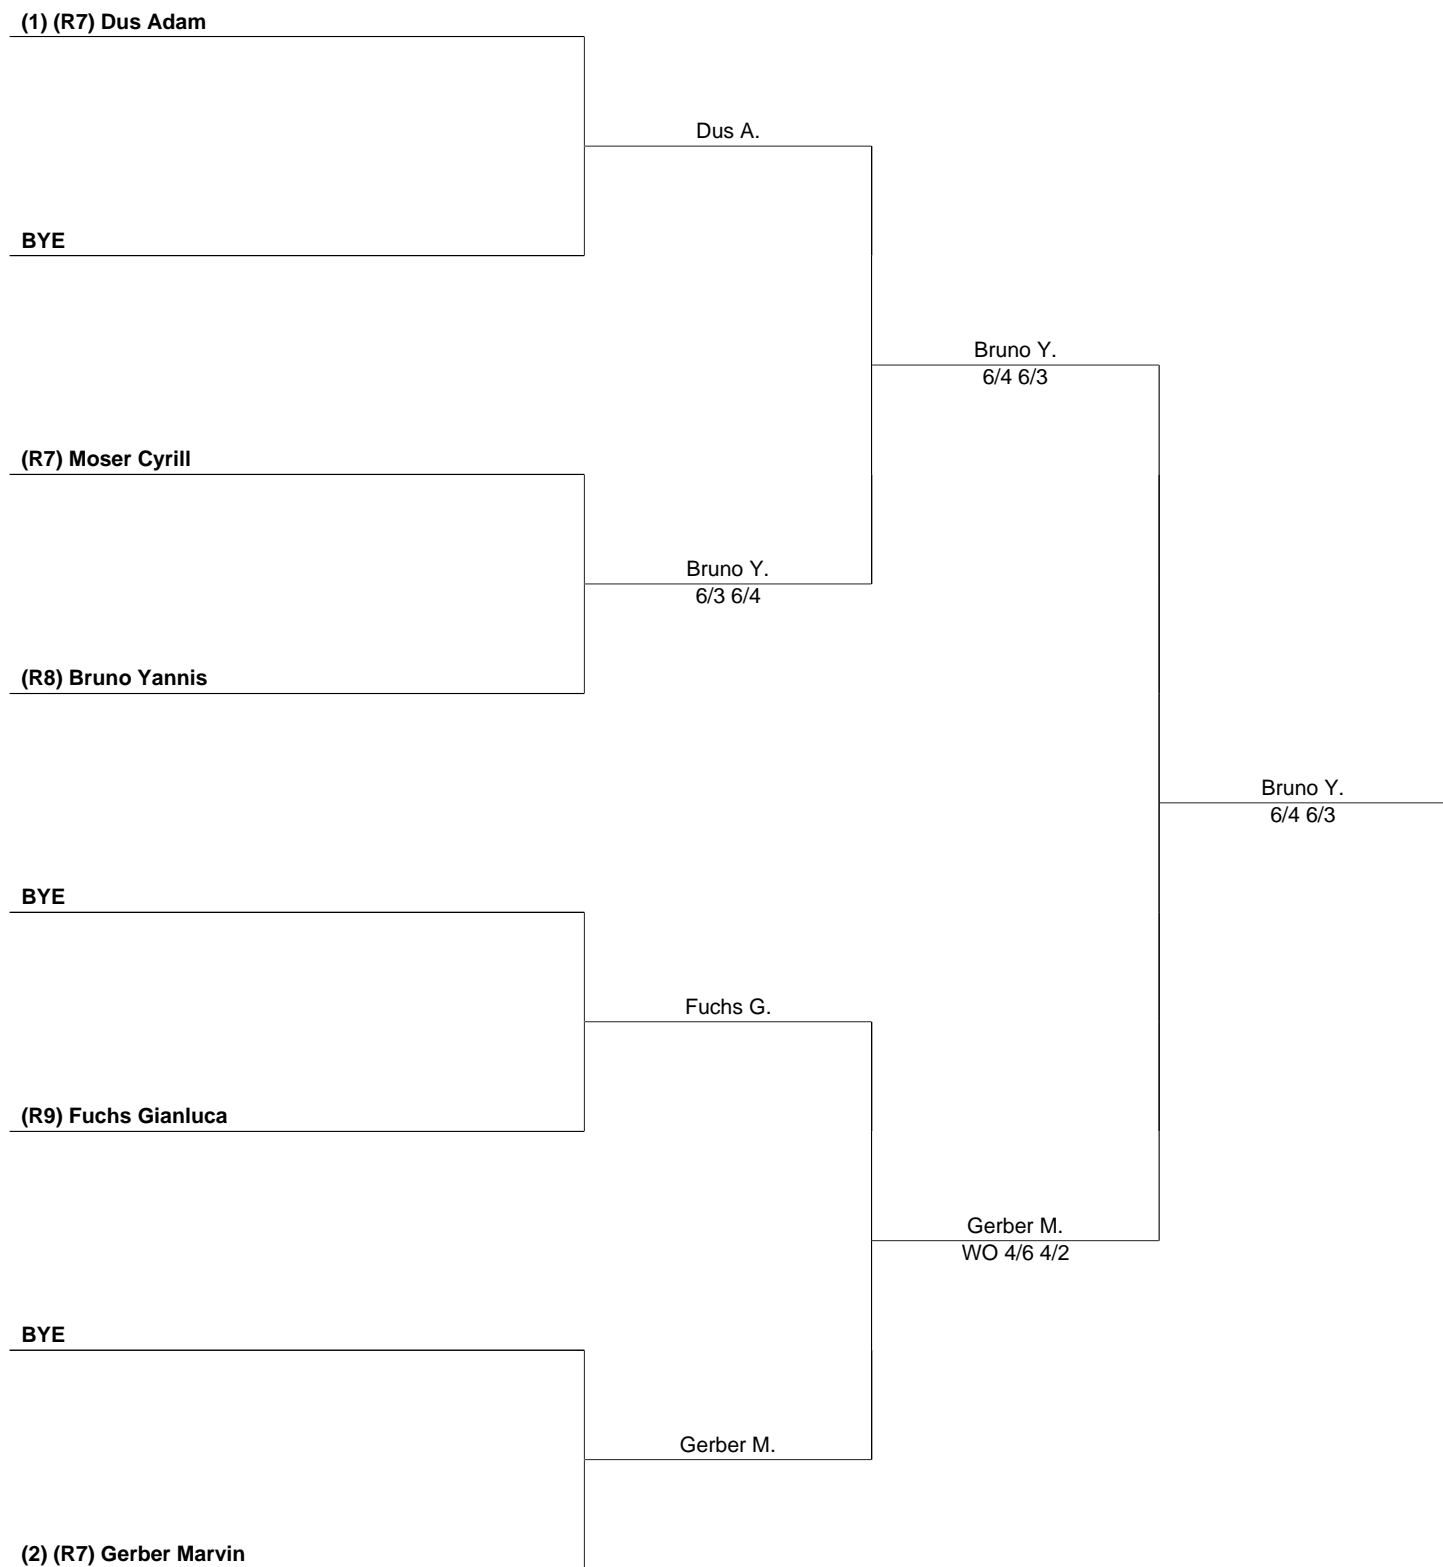 (1) (R7) Dus Adam
Dus A.
BYE
Bruno Y.
6/4 6/3
(R7) Moser Cyrill
Bruno Y.
6/3 6/4
(R8) Bruno Yannis
Bruno Y.
6/4 6/3
BYE
Fuchs G.
(R9) Fuchs Gianluca
Gerber M.
WO 4/6 4/2
BYE
Gerber M.
(2) (R7) Gerber Marvin